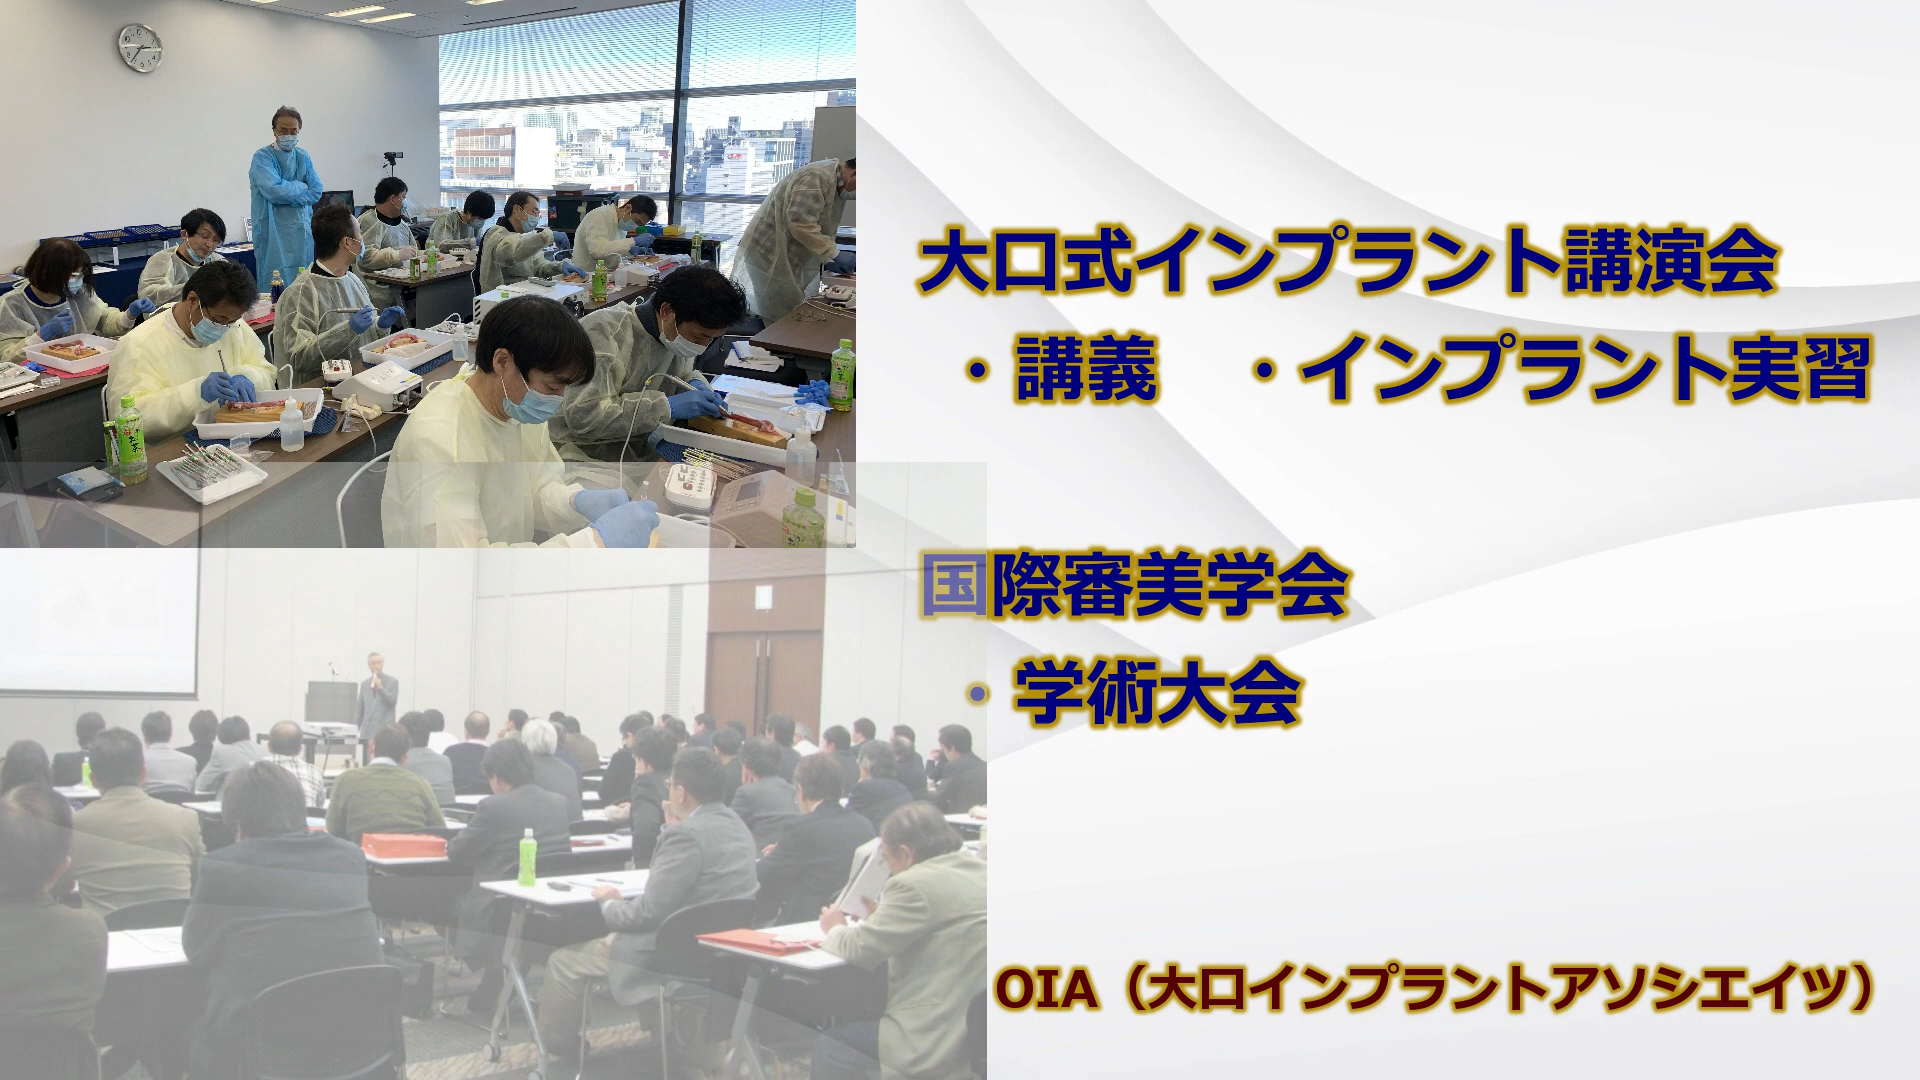 大口式インプラント講演会
・講義　・インプラント実習
国際審美学会
・学術大会
OIA（大口インプラントアソシエイツ）